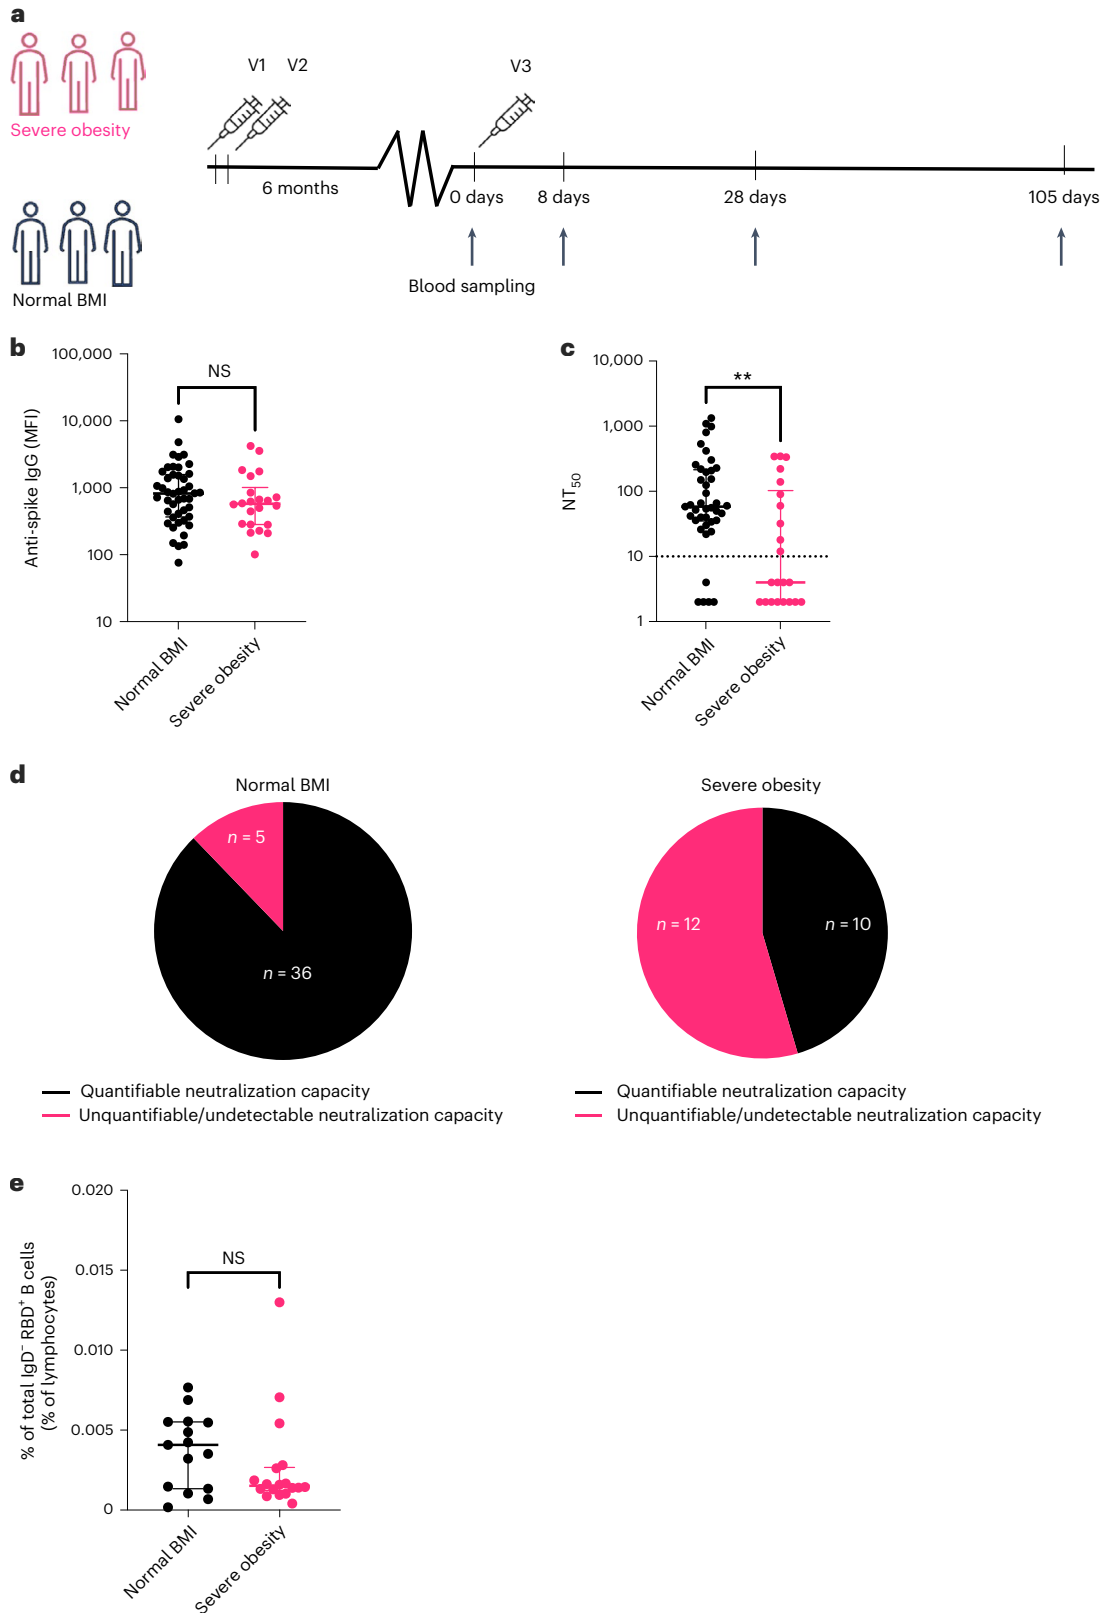 a
Severe obesity
V1 V2 V3
6 months
0 days 8 days 28 days 105 days
Blood sampling
Normal BMI
b
Anti-spike IgG (MFI)
100,000
10,000
1,000
100
10
NS
Normal BMI
Severe obesity
c
NT50
10,000
1,000
100
10
1
**
Normal BMI
Severe obesity
d
Normal BMI
n = 5
n = 36
Quantifiable neutralization capacity
Unquantifiable/undetectable neutralization capacity
Severe obesity
n = 12
n = 10
Quantifiable neutralization capacity
Unquantifiable/undetectable neutralization capacity
e
% of total IgD⁻ RBD⁺ B cells
(% of lymphocytes)
0.020
0.015
0.010
0.005
0
NS
Normal BMI
Severe obesity